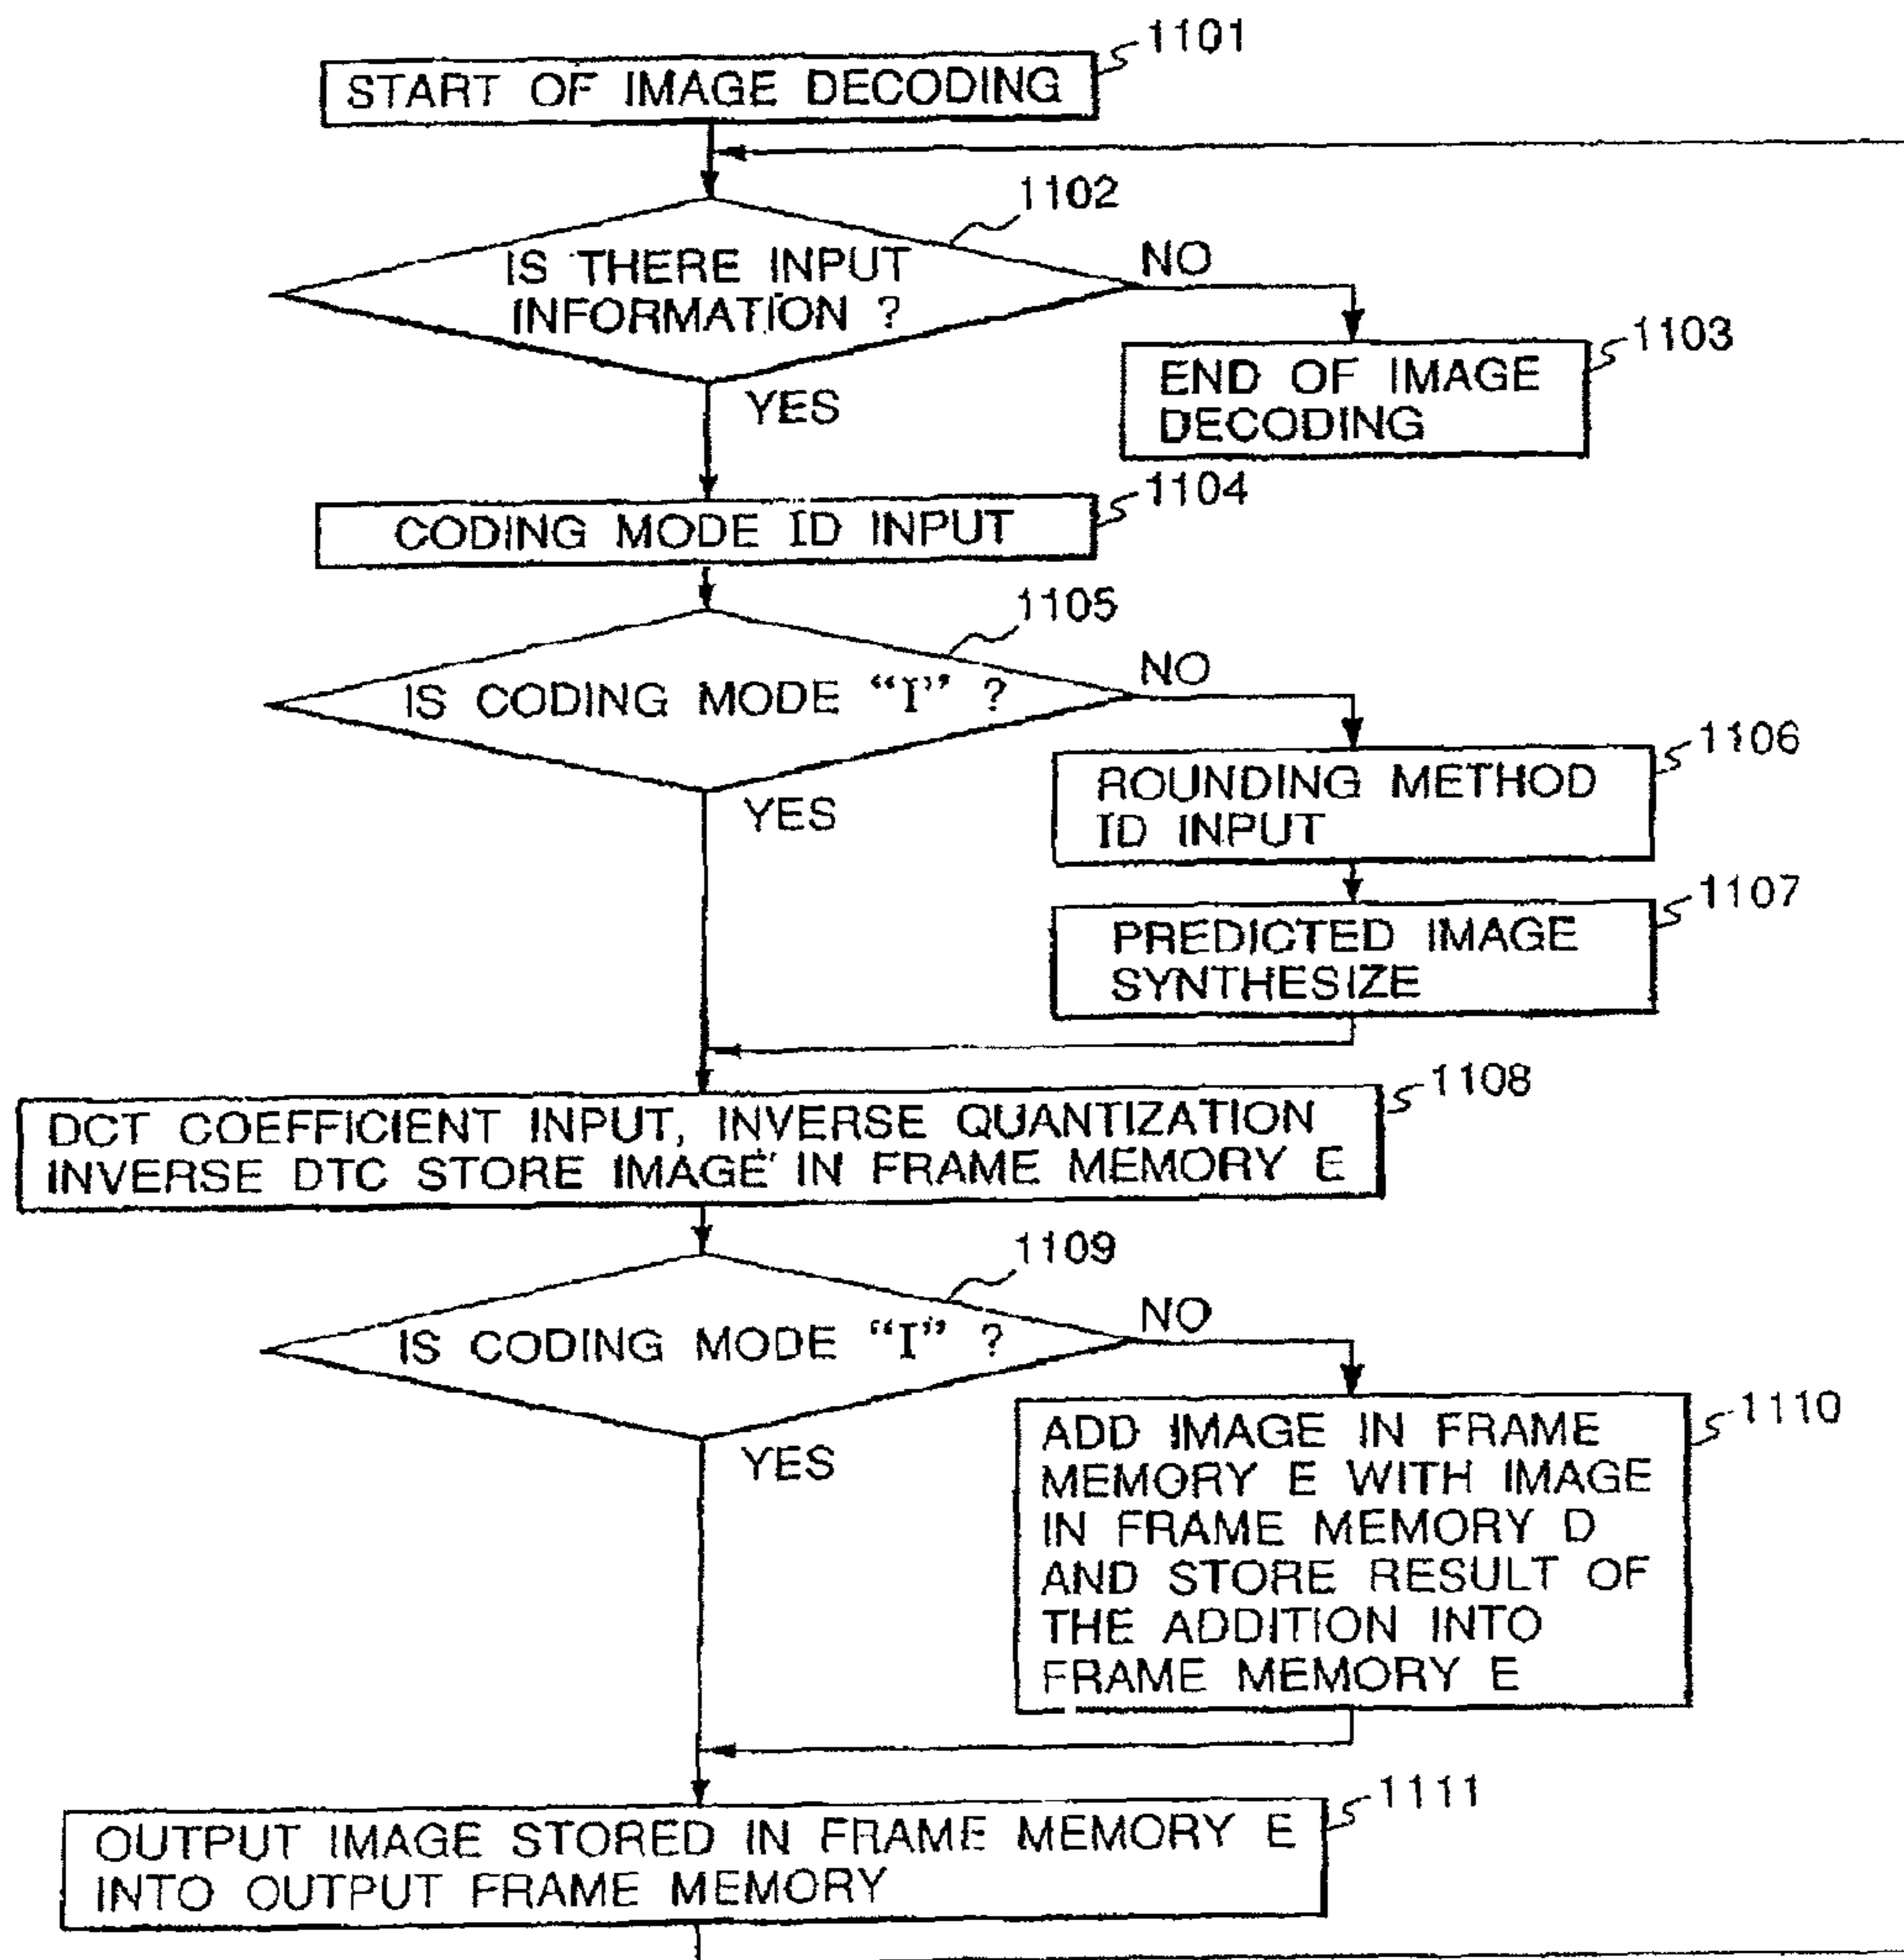 1101
START OF IMAGE DECODING
1102
IS THERE INPUT
INFORMATION ?
NO
1103
END OF IMAGE
DECODING
YES
1104
CODING MODE ID INPUT
1105
IS CODING MODE “I” ?
NO
1106
ROUNDING METHOD
ID INPUT
YES
1107
PREDICTED IMAGE
SYNTHESIZE
1108
DCT COEFFICIENT INPUT, INVERSE QUANTIZATION
INVERSE DTC STORE IMAGE IN FRAME MEMORY E
1109
IS CODING MODE “I” ?
NO
1110
ADD IMAGE IN FRAME
MEMORY E WITH IMAGE
IN FRAME MEMORY D
AND STORE RESULT OF
THE ADDITION INTO
FRAME MEMORY E
YES
1111
OUTPUT IMAGE STORED IN FRAME MEMORY E
INTO OUTPUT FRAME MEMORY